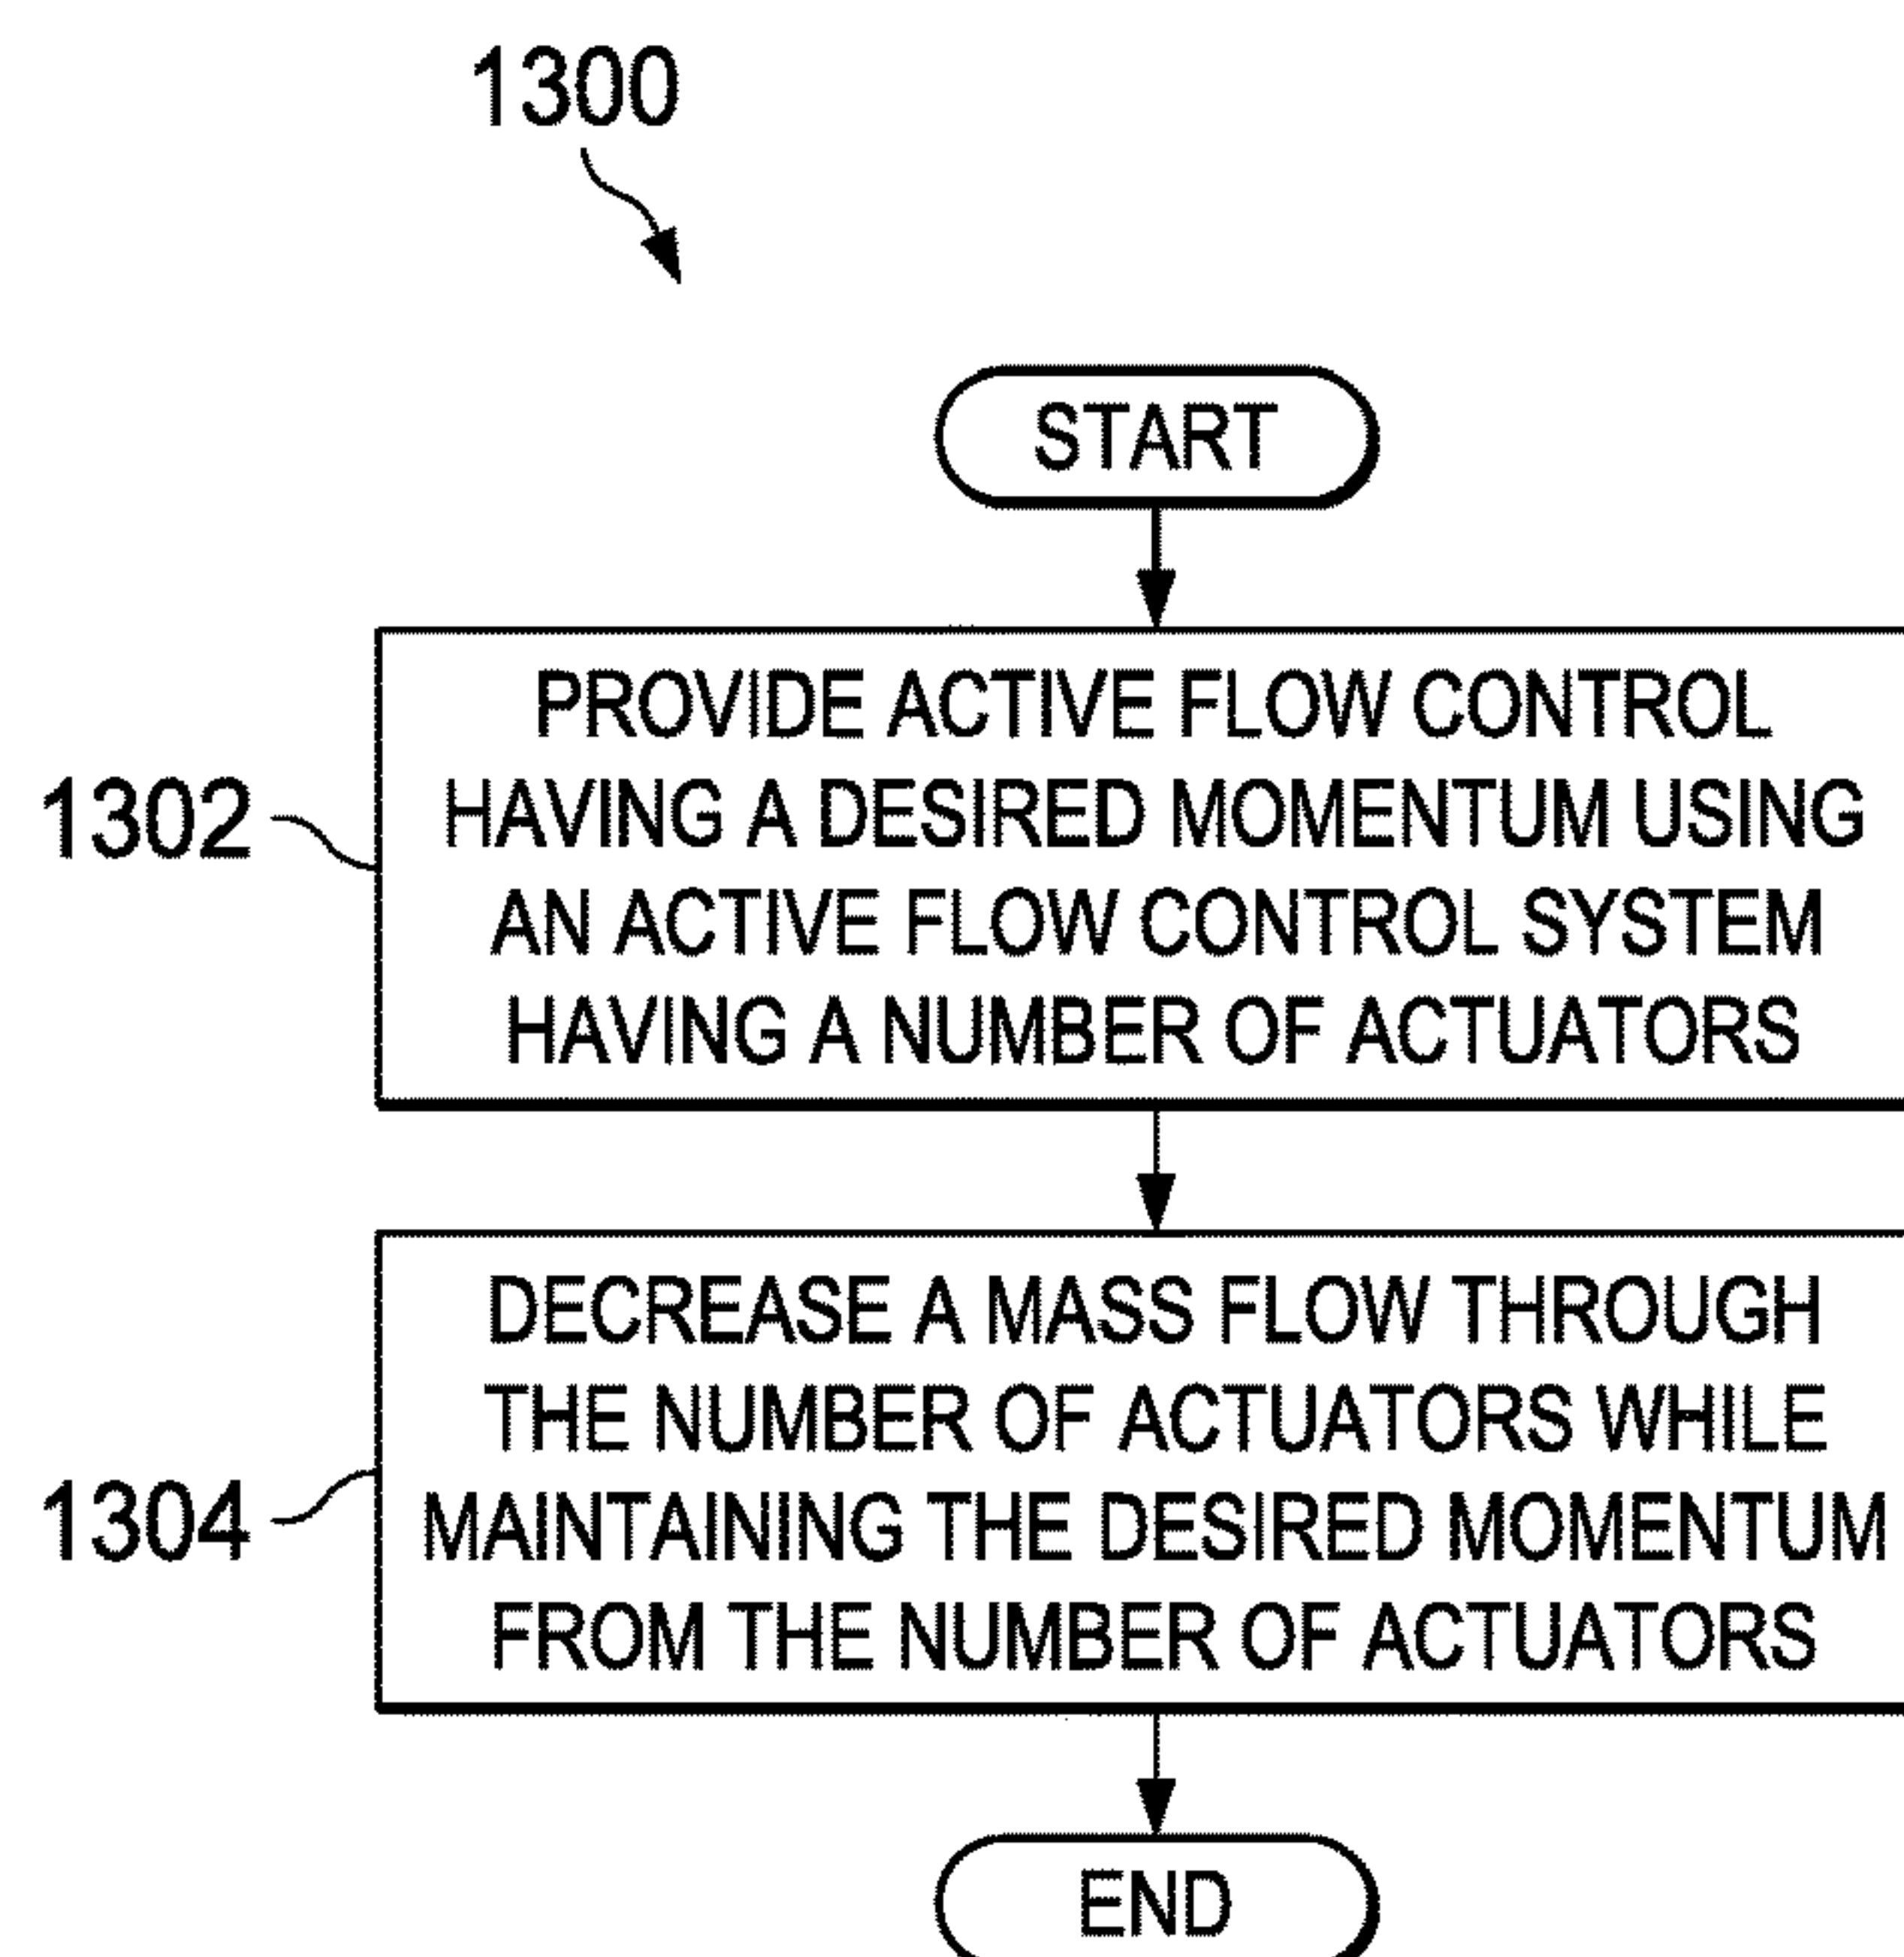 1300
START
1302
PROVIDE ACTIVE FLOW CONTROL
HAVING A DESIRED MOMENTUM USING
AN ACTIVE FLOW CONTROL SYSTEM
HAVING A NUMBER OF ACTUATORS
1304
DECREASE A MASS FLOW THROUGH
THE NUMBER OF ACTUATORS WHILE
MAINTAINING THE DESIRED MOMENTUM
FROM THE NUMBER OF ACTUATORS
END